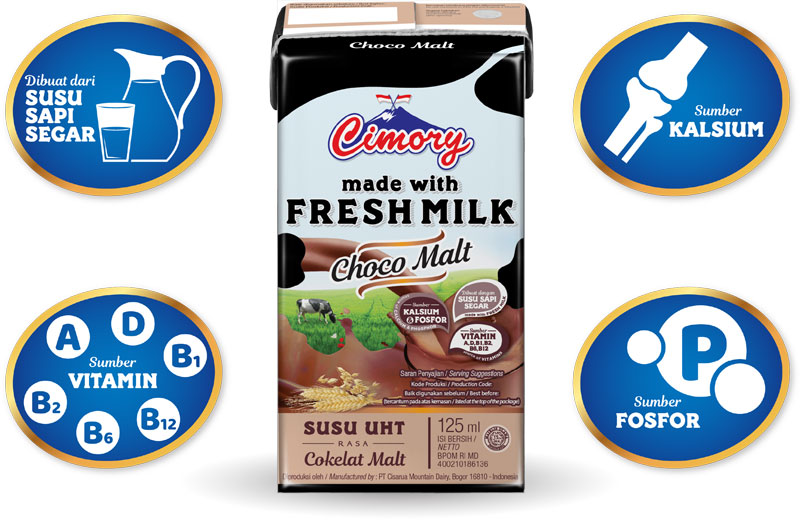 Dibuat dari
SUSU
SAPI
SEGAR
Sumber
VITAMIN
A
D
B1
B2
B6
B12
Choco Malt
Cimory
made with
FRESH MILK
Choco Malt
Sumber
KALSIUM
& FOSFOR
Dibuat dengan
SUSU SAPI
SEGAR
Sumber
VITAMIN
A,D,B1,B2,
B6,B12
Saran Penyajian / Serving Suggestions
Kode Produksi / Production Code:
Baik digunakan sebelum / Best before:
(tercantum pada atas kemasan / listed at the top of the package)
SUSU UHT
RASA
Cokelat Malt
125 ml
ISI BERSIH /
NETTO
BPOM RI MD
400210186136
Diproduksi oleh / Manufactured by : PT Cisarua Mountain Dairy, Bogor 16810 - Indonesia
Sumber
KALSIUM
P
Sumber
FOSFOR